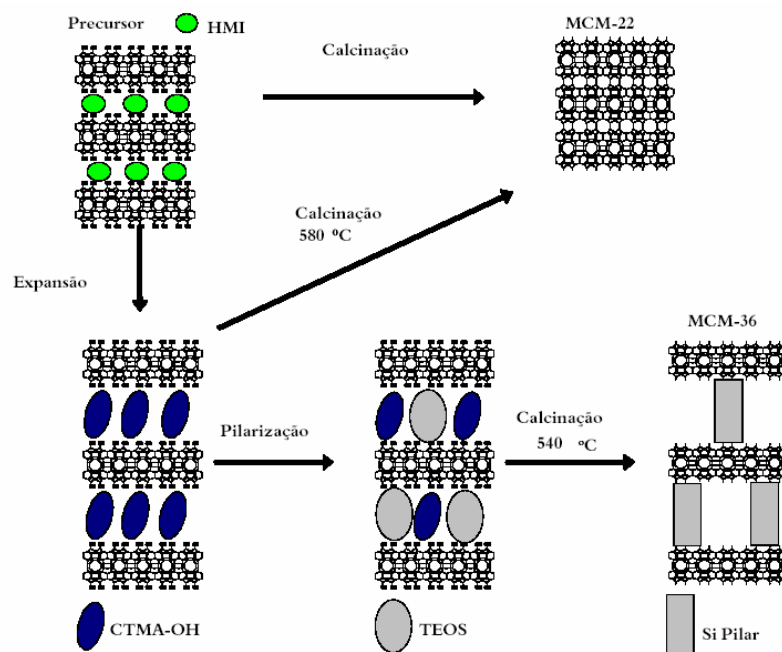 Precursor
HMI
MCM-22
Calcinação
Calcinação
580 ºC
Expansão
MCM-36
Pilarização
Calcinação
540 ºC
CTMA-OH
TEOS
Si Pilar